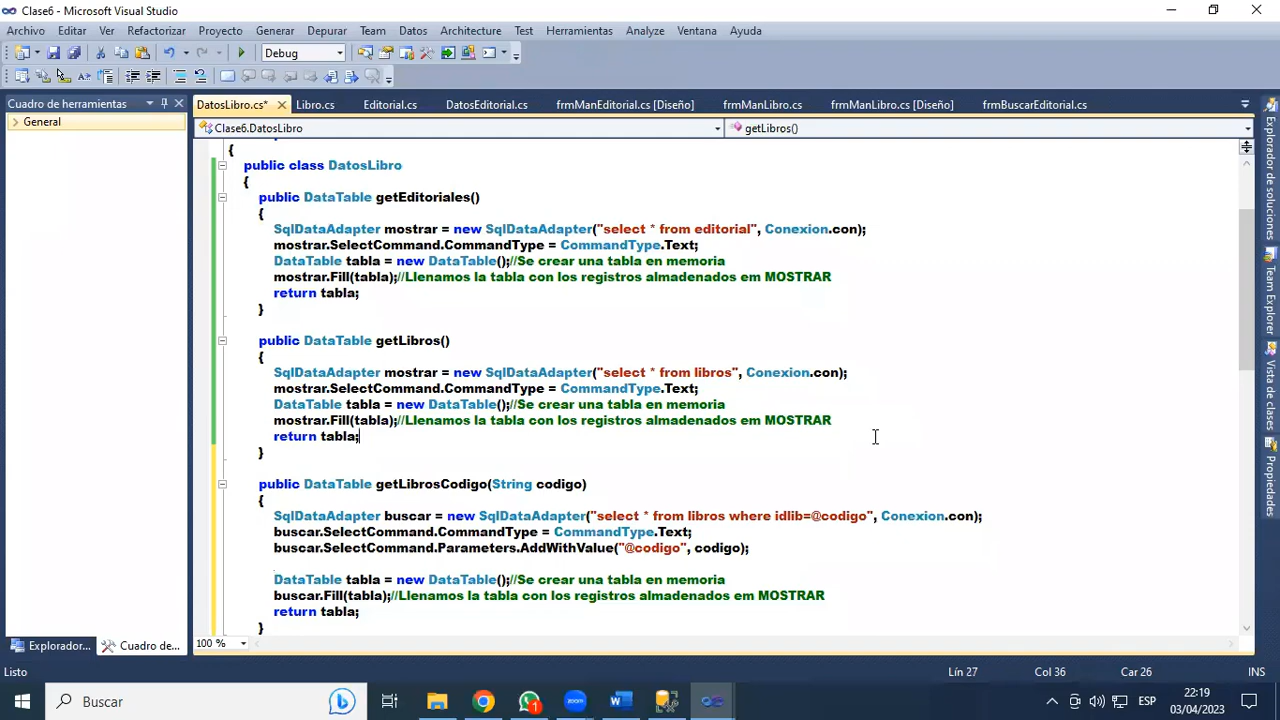 Clase6 - Microsoft Visual Studio
Archivo Editar Ver Refactorizar Proyecto Generar Depurar Team Datos Architecture Test Herramientas Analyze Ventana Ayuda
Debug
Cuadro de herramientas
General
DatosLibro.cs* Libro.cs Editorial.cs DatosEditorial.cs frmManEditorial.cs [Diseño] frmManLibro.cs frmManLibro.cs [Diseño] frmBuscarEditorial.cs
Clase6.DatosLibro getLibros()
{
public class DatosLibro
{
public DataTable getEditoriales()
{
SqlDataAdapter mostrar = new SqlDataAdapter("select * from editorial", Conexion.con);
mostrar.SelectCommand.CommandType = CommandType.Text;
DataTable tabla = new DataTable();//Se crear una tabla en memoria
mostrar.Fill(tabla);//Llenamos la tabla con los registros almadenados em MOSTRAR
return tabla;
}
public DataTable getLibros()
{
SqlDataAdapter mostrar = new SqlDataAdapter("select * from libros", Conexion.con);
mostrar.SelectCommand.CommandType = CommandType.Text;
DataTable tabla = new DataTable();//Se crear una tabla en memoria
mostrar.Fill(tabla);//Llenamos la tabla con los registros almadenados em MOSTRAR
return tabla;
}
public DataTable getLibrosCodigo(String codigo)
{
SqlDataAdapter buscar = new SqlDataAdapter("select * from libros where idlib=@codigo", Conexion.con);
buscar.SelectCommand.CommandType = CommandType.Text;
buscar.SelectCommand.Parameters.AddWithValue("@codigo", codigo);
DataTable tabla = new DataTable();//Se crear una tabla en memoria
buscar.Fill(tabla);//Llenamos la tabla con los registros almadenados em MOSTRAR
return tabla;
}
Explorador de soluciones
Team Explorer
Vista de clases
Propiedades
100 %
Explorador... Cuadro de...
Listo Lín 27 Col 36 Car 26 INS
Buscar
1
zoom
ESP
22:19
03/04/2023